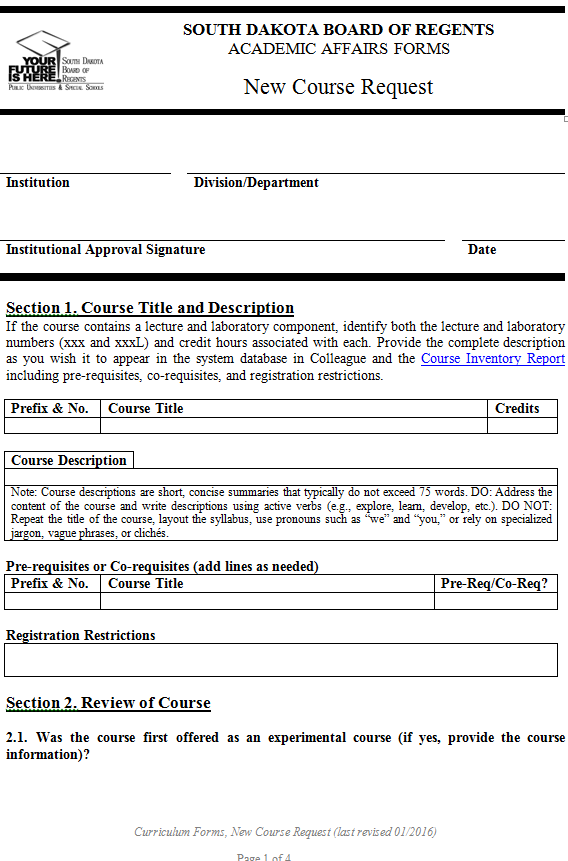 SOUTH DAKOTA BOARD OF REGENTS
ACADEMIC AFFAIRS FORMS
New Course Request
YOUR
FUTURE
IS HERE.
SOUTH DAKOTA
BOARD OF
REGENTS
PUBLIC UNIVERSITIES & SPECIAL SCHOOLS
Institution Division/Department
Institutional Approval Signature Date
Section 1. Course Title and Description
If the course contains a lecture and laboratory component, identify both the lecture and laboratory
numbers (xxx and xxxL) and credit hours associated with each. Provide the complete description
as you wish it to appear in the system database in Colleague and the Course Inventory Report
including pre-requisites, co-requisites, and registration restrictions.
Prefix & No. Course Title Credits
Course Description
Note: Course descriptions are short, concise summaries that typically do not exceed 75 words. DO: Address the
content of the course and write descriptions using active verbs (e.g., explore, learn, develop, etc.). DO NOT:
Repeat the title of the course, layout the syllabus, use pronouns such as “we” and “you,” or rely on specialized
jargon, vague phrases, or clichés.
Pre-requisites or Co-requisites (add lines as needed)
Prefix & No. Course Title Pre-Req/Co-Req?
Registration Restrictions
Section 2. Review of Course
2.1. Was the course first offered as an experimental course (if yes, provide the course
information)?
Curriculum Forms, New Course Request (last revised 01/2016)
Page 1 of 4